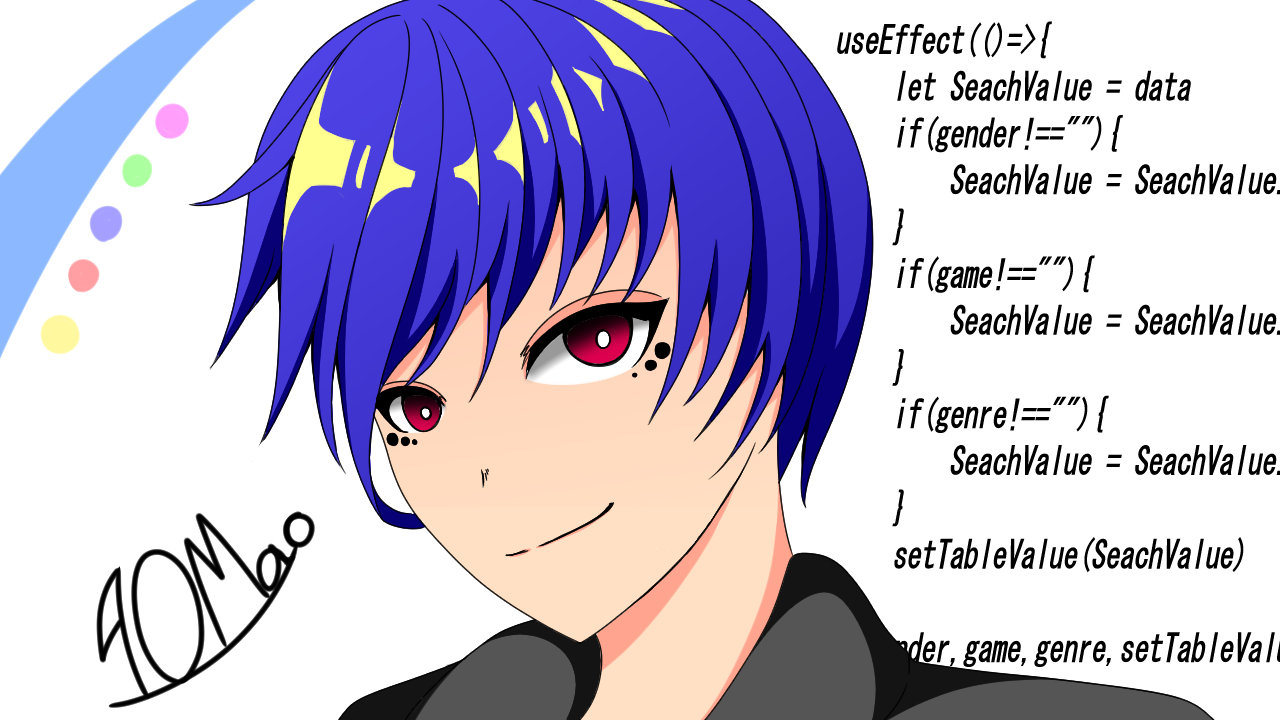 useEffect(()=>{
let SeachValue = data
if(gender!==""){
SeachValue = SeachValue.
}
if(game!==""){
SeachValue = SeachValue.
}
if(genre!==""){
SeachValue = SeachValue.
}
setTableValue(SeachValue)
nder,game,genre,setTableValu